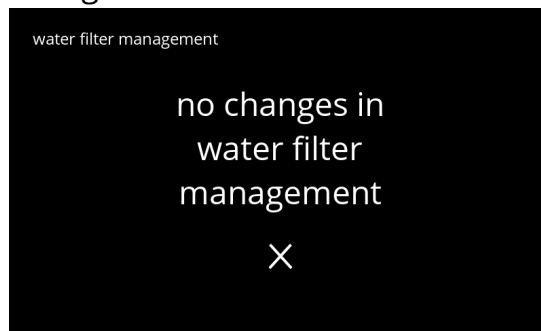 water filter management
no changes in
water filter
management
X